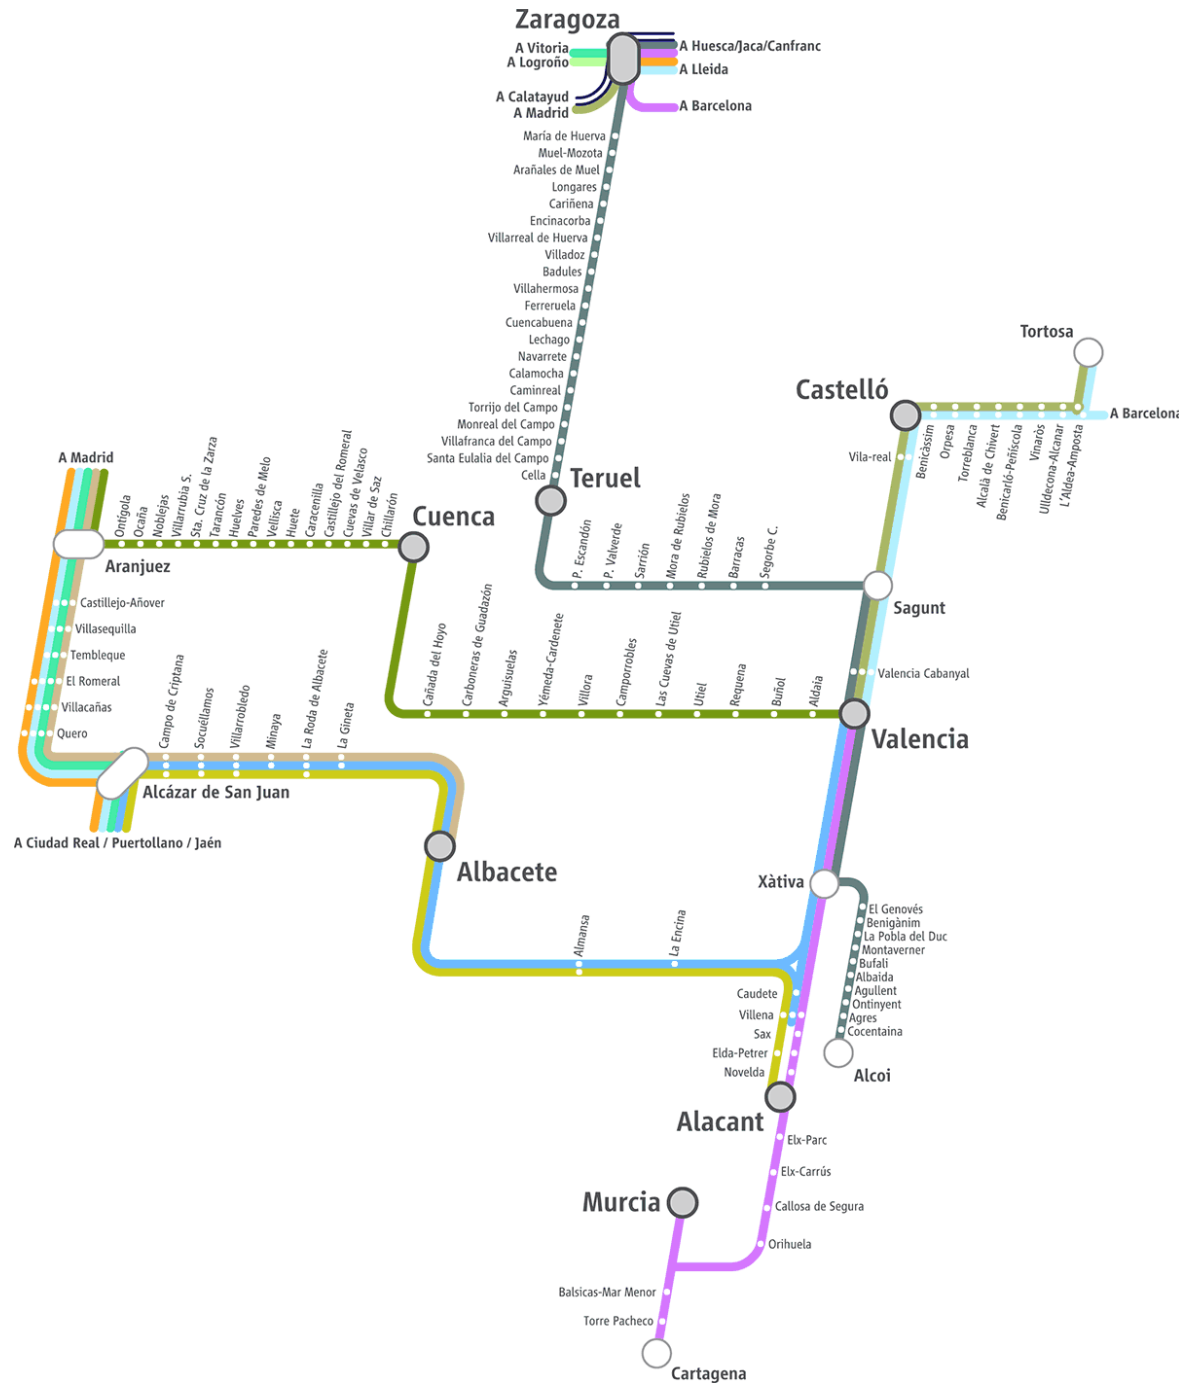 Zaragoza
A Vitoria
A Logroño
A Huesca/Jaca/Canfranc
A Lleida
A Calatayud
A Madrid
A Barcelona
María de Huerva
Muel-Mozota
Arañales de Muel
Longares
Cariñena
Encinacorba
Villarreal de Huerva
Villadoz
Badules
Villahermosa
Ferreruela
Cuencabuena
Lechago
Navarrete
Calamocha
Caminreal
Torrijo del Campo
Monreal del Campo
Villafranca del Campo
Santa Eulalia del Campo
Cella
Teruel
Tortosa
Castelló
A Barcelona
Vila-real
Benicàssim
Orpesa
Torreblanca
Alcalà de Chivert
Benicarló-Peñiscola
Vinaròs
Ulldecona-Alcanar
L'Aldea-Amposta
A Madrid
Aranjuez
Ontígola
Ocaña
Noblejas
Villarrubia S.
Sta. Cruz de la Zarza
Tarancón
Huelves
Paredes de Melo
Vellisca
Huete
Caracenilla
Castillejo del Romeral
Cuevas de Velasco
Villar de Saz
Chillarón
Cuenca
P. Escandón
P. Valverde
Sarrión
Mora de Rubielos
Rubielos de Mora
Barracas
Segorbe C.
Sagunt
Castillejo-Añover
Villasequilla
Tembleque
El Romeral
Villacañas
Quero
Cañada del Hoyo
Carboneras de Guadazón
Arguisuelas
Yémeda-Cardenete
Villora
Camporrobles
Las Cuevas de Utiel
Utiel
Requena
Buñol
Aldaia
Valencia Cabanyal
Valencia
Campo de Criptana
Socuéllamos
Villarrobledo
Minaya
La Roda de Albacete
La Gineta
Alcázar de San Juan
A Ciudad Real / Puertollano / Jaén
Albacete
Almansa
La Encina
Xàtiva
El Genovés
Benigànim
La Pobla del Duc
Montaverner
Bufali
Albaida
Agullent
Ontinyent
Agres
Cocentaina
Alcoi
Caudete
Villena
Sax
Elda-Petrer
Novelda
Alacant
Elx-Parc
Elx-Carrús
Callosa de Segura
Orihuela
Murcia
Balsicas-Mar Menor
Torre Pacheco
Cartagena